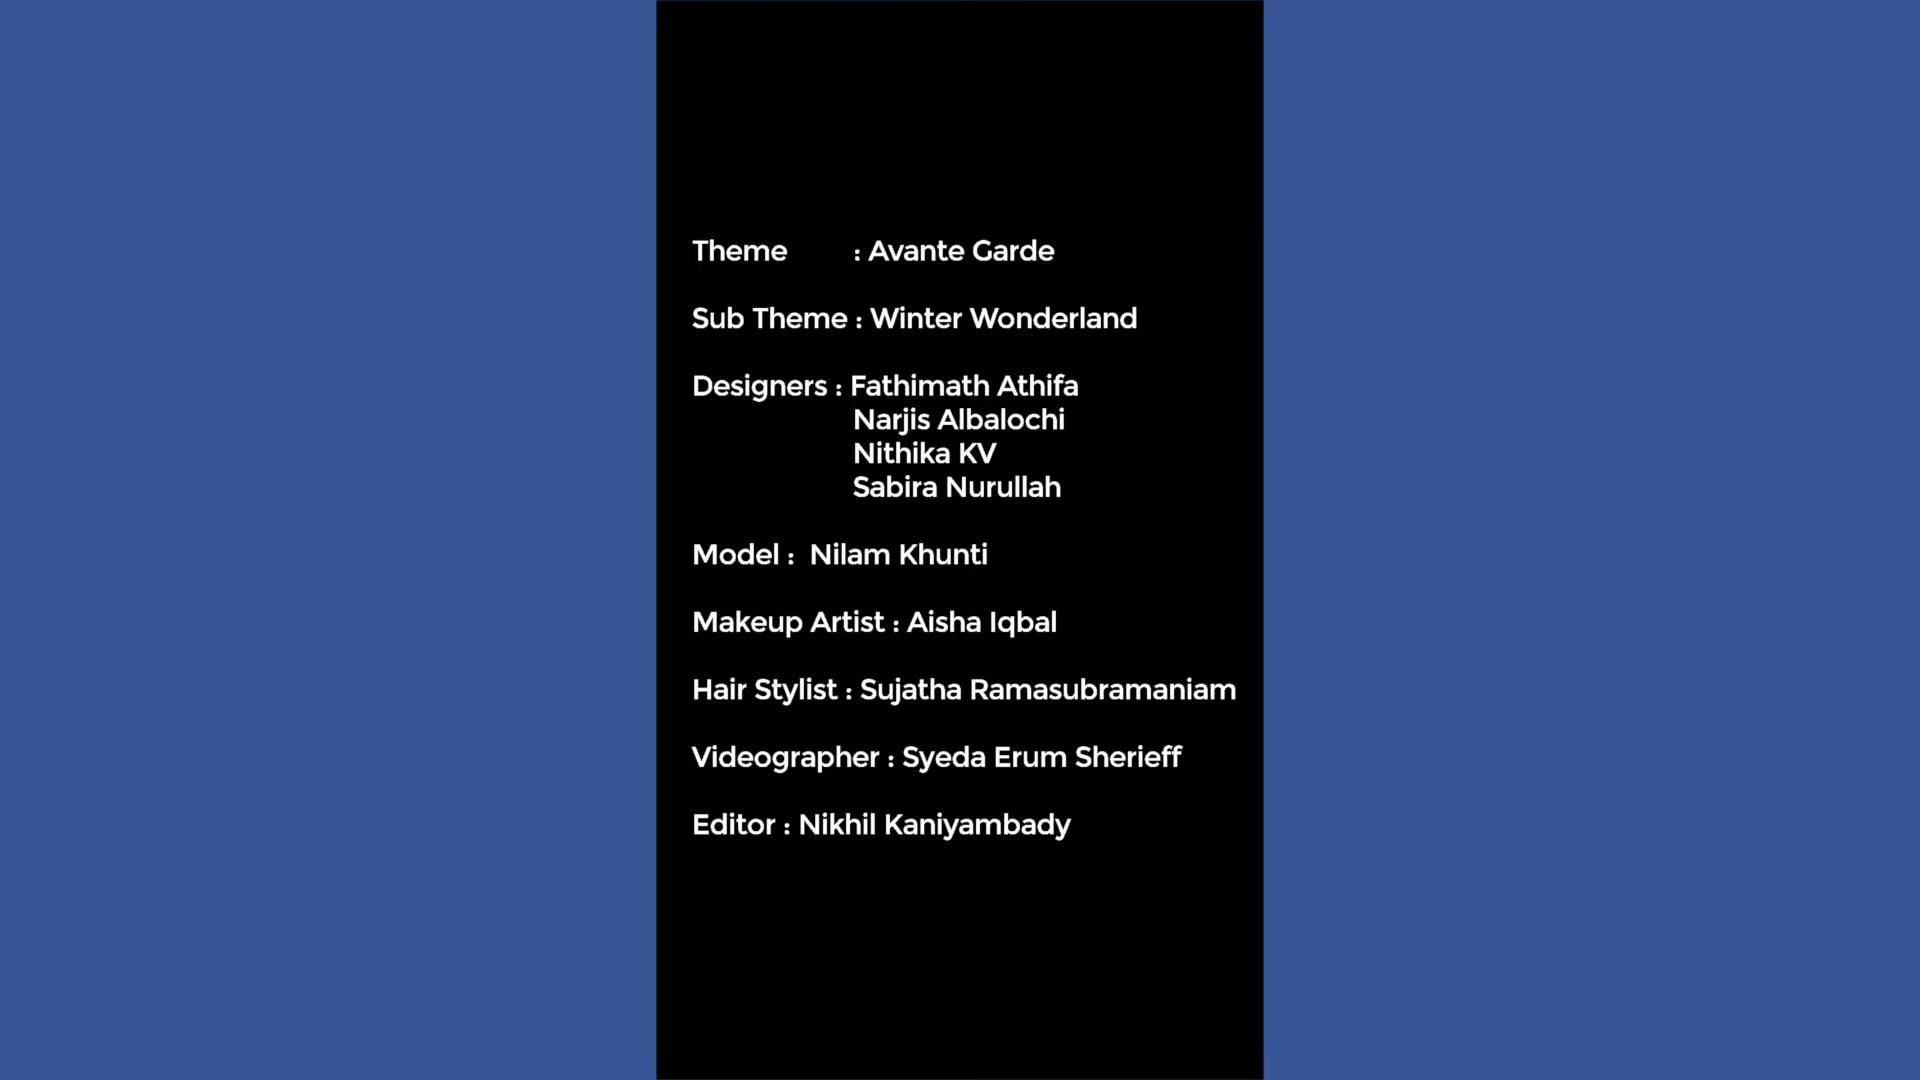 Theme : Avante Garde
Sub Theme : Winter Wonderland
Designers : Fathimath Athifa
Narjis Albalochi
Nithika KV
Sabira Nurullah
Model : Nilam Khunti
Makeup Artist : Aisha Iqbal
Hair Stylist : Sujatha Ramasubramaniam
Videographer : Syeda Erum Sherieff
Editor : Nikhil Kaniyambady